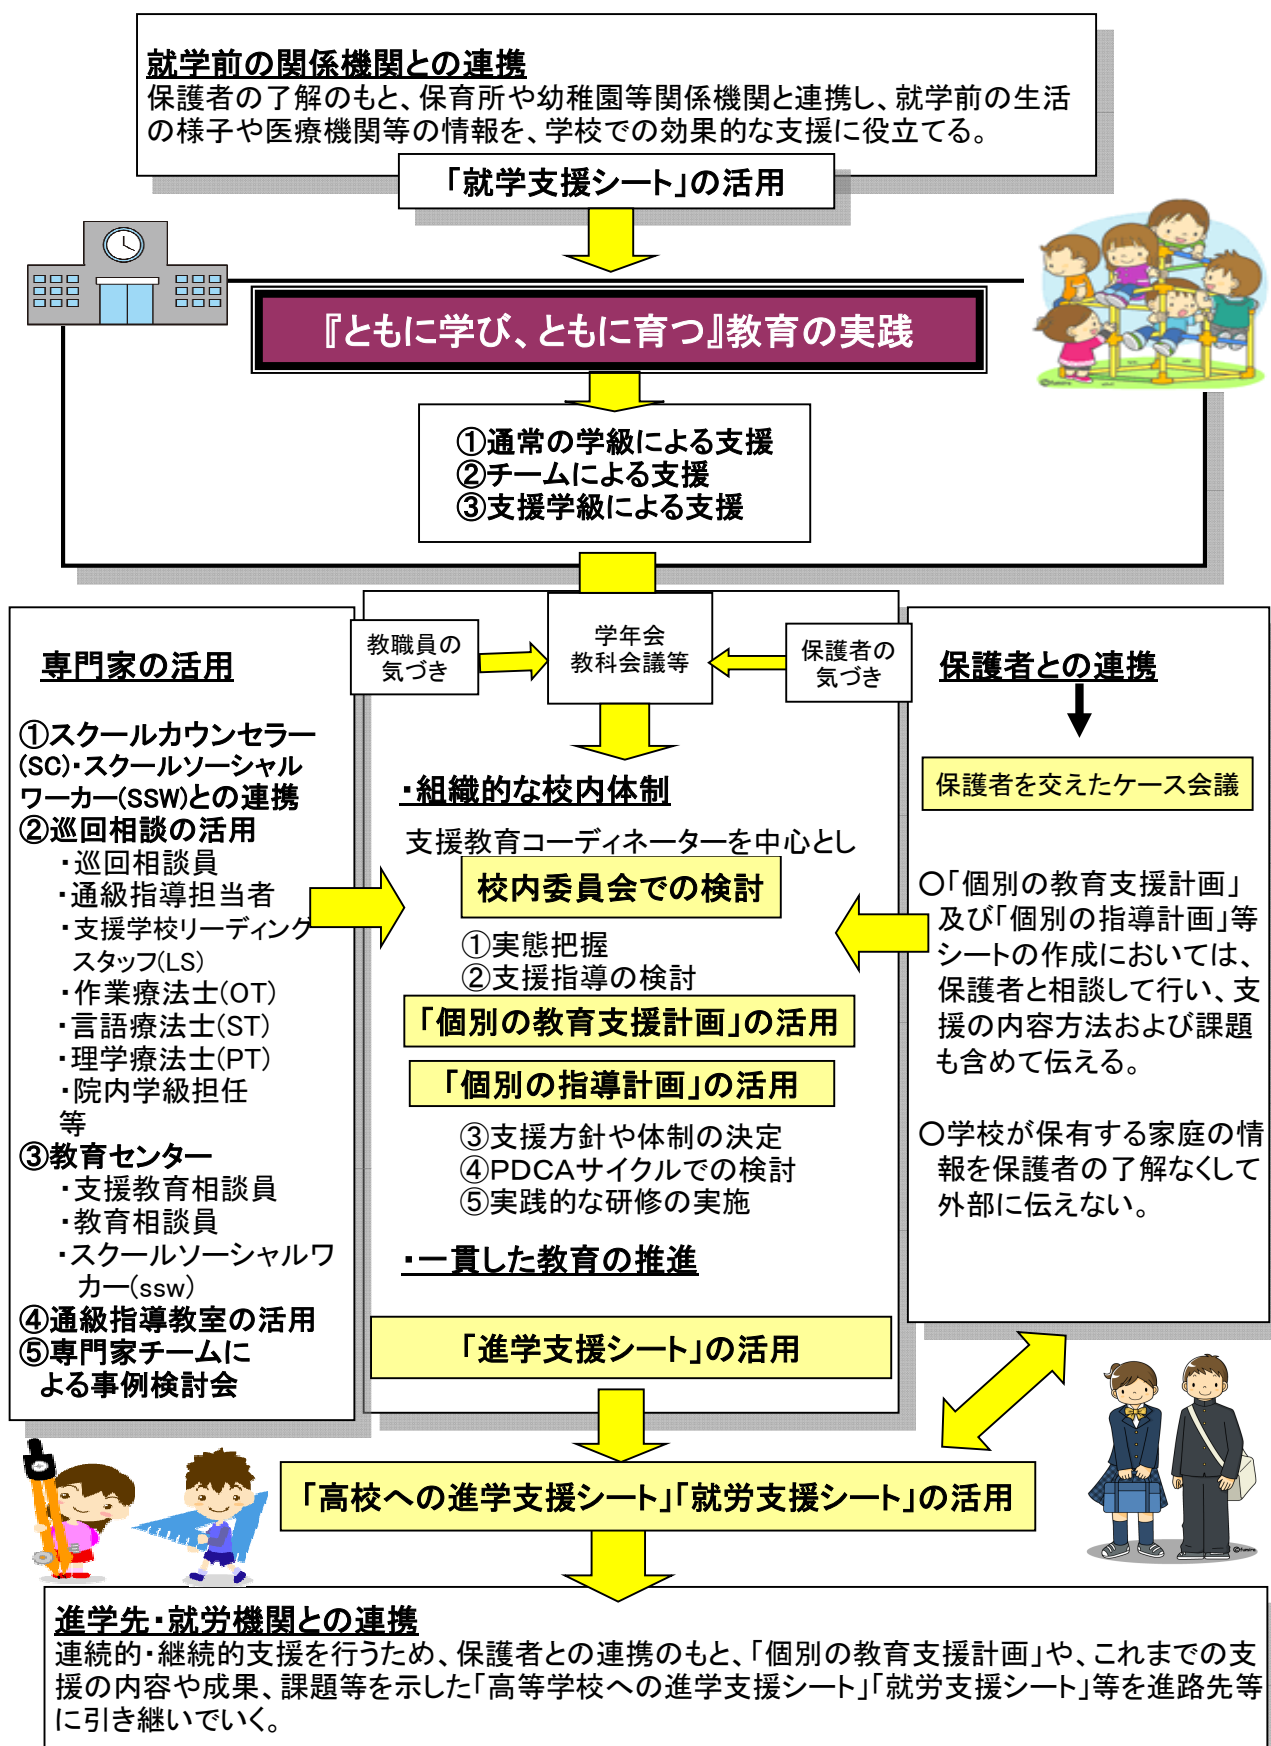 就学前の関係機関との連携
保護者の了解のもと、保育所や幼稚園等関係機関と連携し、就学前の生活
の様子や医療機関等の情報を、学校での効果的な支援に役立てる。
「就学支援シート」の活用
『ともに学び、ともに育つ』教育の実践
①通常の学級による支援
②チームによる支援
③支援学級による支援
専門家の活用
①スクールカウンセラー
(SC)・スクールソーシャル
ワーカー(SSW)との連携
②巡回相談の活用
・巡回相談員
・通級指導担当者
・支援学校リーディング
スタッフ(LS)
・作業療法士(OT)
・言語療法士(ST)
・理学療法士(PT)
・院内学級担任
等
③教育センター
・支援教育相談員
・教育相談員
・スクールソーシャルワ
カー(ssw)
④通級指導教室の活用
⑤専門家チームに
よる事例検討会
教職員の
気づき
学年会
教科会議等
保護者の
気づき
・組織的な校内体制
支援教育コーディネーターを中心とし
校内委員会での検討
①実態把握
②支援指導の検討
「個別の教育支援計画」の活用
「個別の指導計画」の活用
③支援方針や体制の決定
④PDCAサイクルでの検討
⑤実践的な研修の実施
・一貫した教育の推進
「進学支援シート」の活用
保護者との連携
保護者を交えたケース会議
○「個別の教育支援計画」
及び「個別の指導計画」等
シートの作成においては、
保護者と相談して行い、支
援の内容方法および課題
も含めて伝える。
○学校が保有する家庭の情
報を保護者の了解なくして
外部に伝えない。
「高校への進学支援シート」「就労支援シート」の活用
進学先・就労機関との連携
連続的・継続的支援を行うため、保護者との連携のもと、「個別の教育支援計画」や、これまでの支
援の内容や成果、課題等を示した「高等学校への進学支援シート」「就労支援シート」等を進路先等
に引き継いでいく。